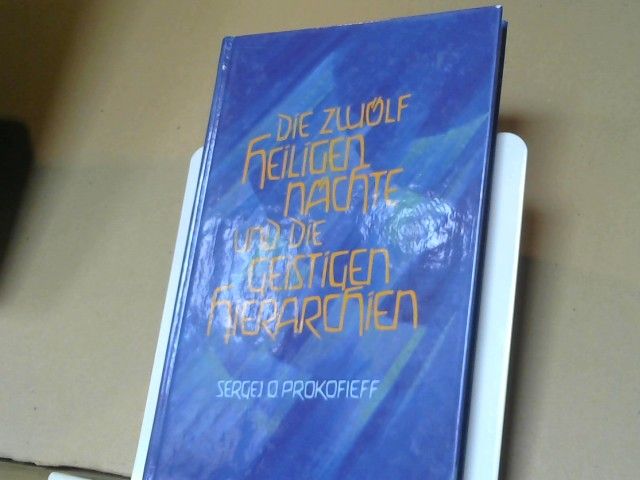 DIE ZWÖLF
HEILIGEN
NÄCHTE
UND DIE
GEISTIGEN
HIERARCHIEN
SERGEJ O PROKOFIEFF